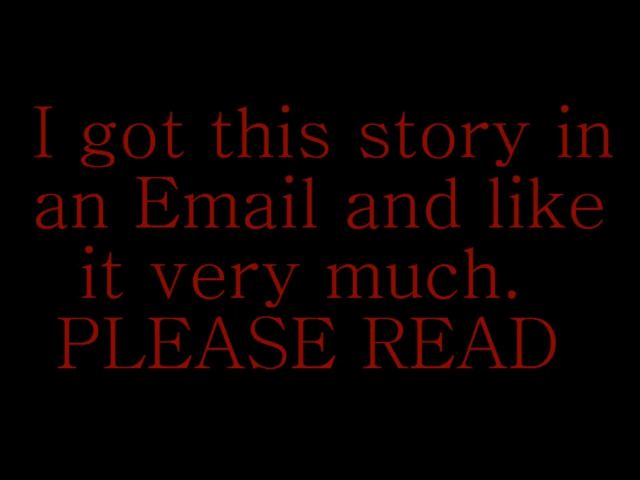 I got this story in
an Email and like
it very much.
PLEASE READ